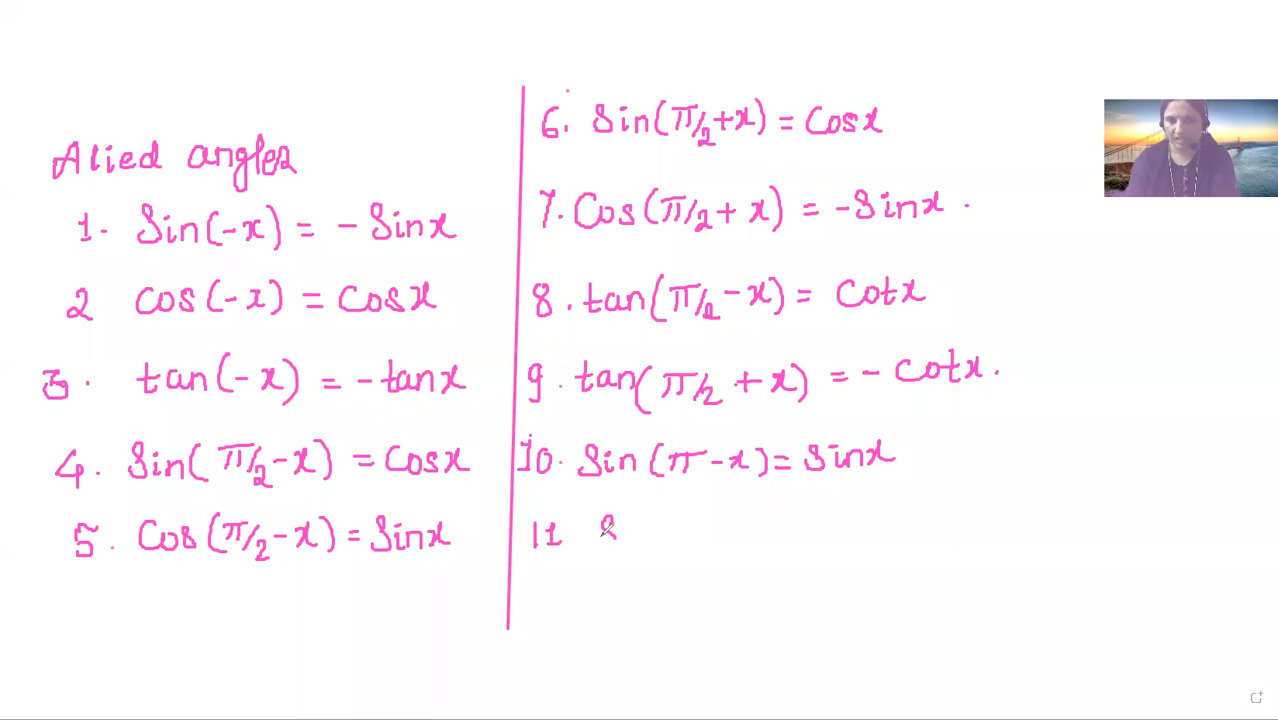 Alied angles
1. Sin(-x) = - Sinx
2 cos(-x) = cosx
3. tan(-x) = - tanx
4. Sin(π/2-x) = cosx
5. Cos(π/2-x) = Sinx
6. Sin(π/2+x) = Cosx
7. Cos(π/2+x) = -Sinx.
8. tan(π/2-x) = Cotx
9. tan(π/2+x) = - cotx.
10. Sin(π-x) = Sinx
11